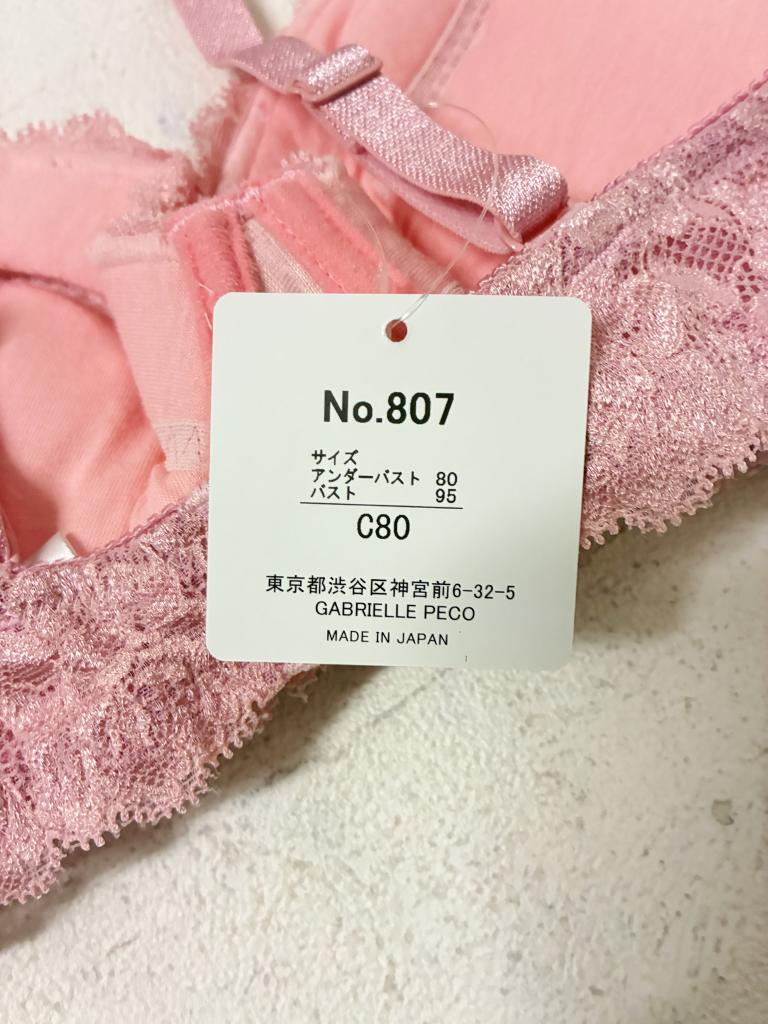 No.807
サイズ
アンダーバスト 80
バスト 95
C80
東京都渋谷区神宮前6-32-5
GABRIELLE PECO
MADE IN JAPAN